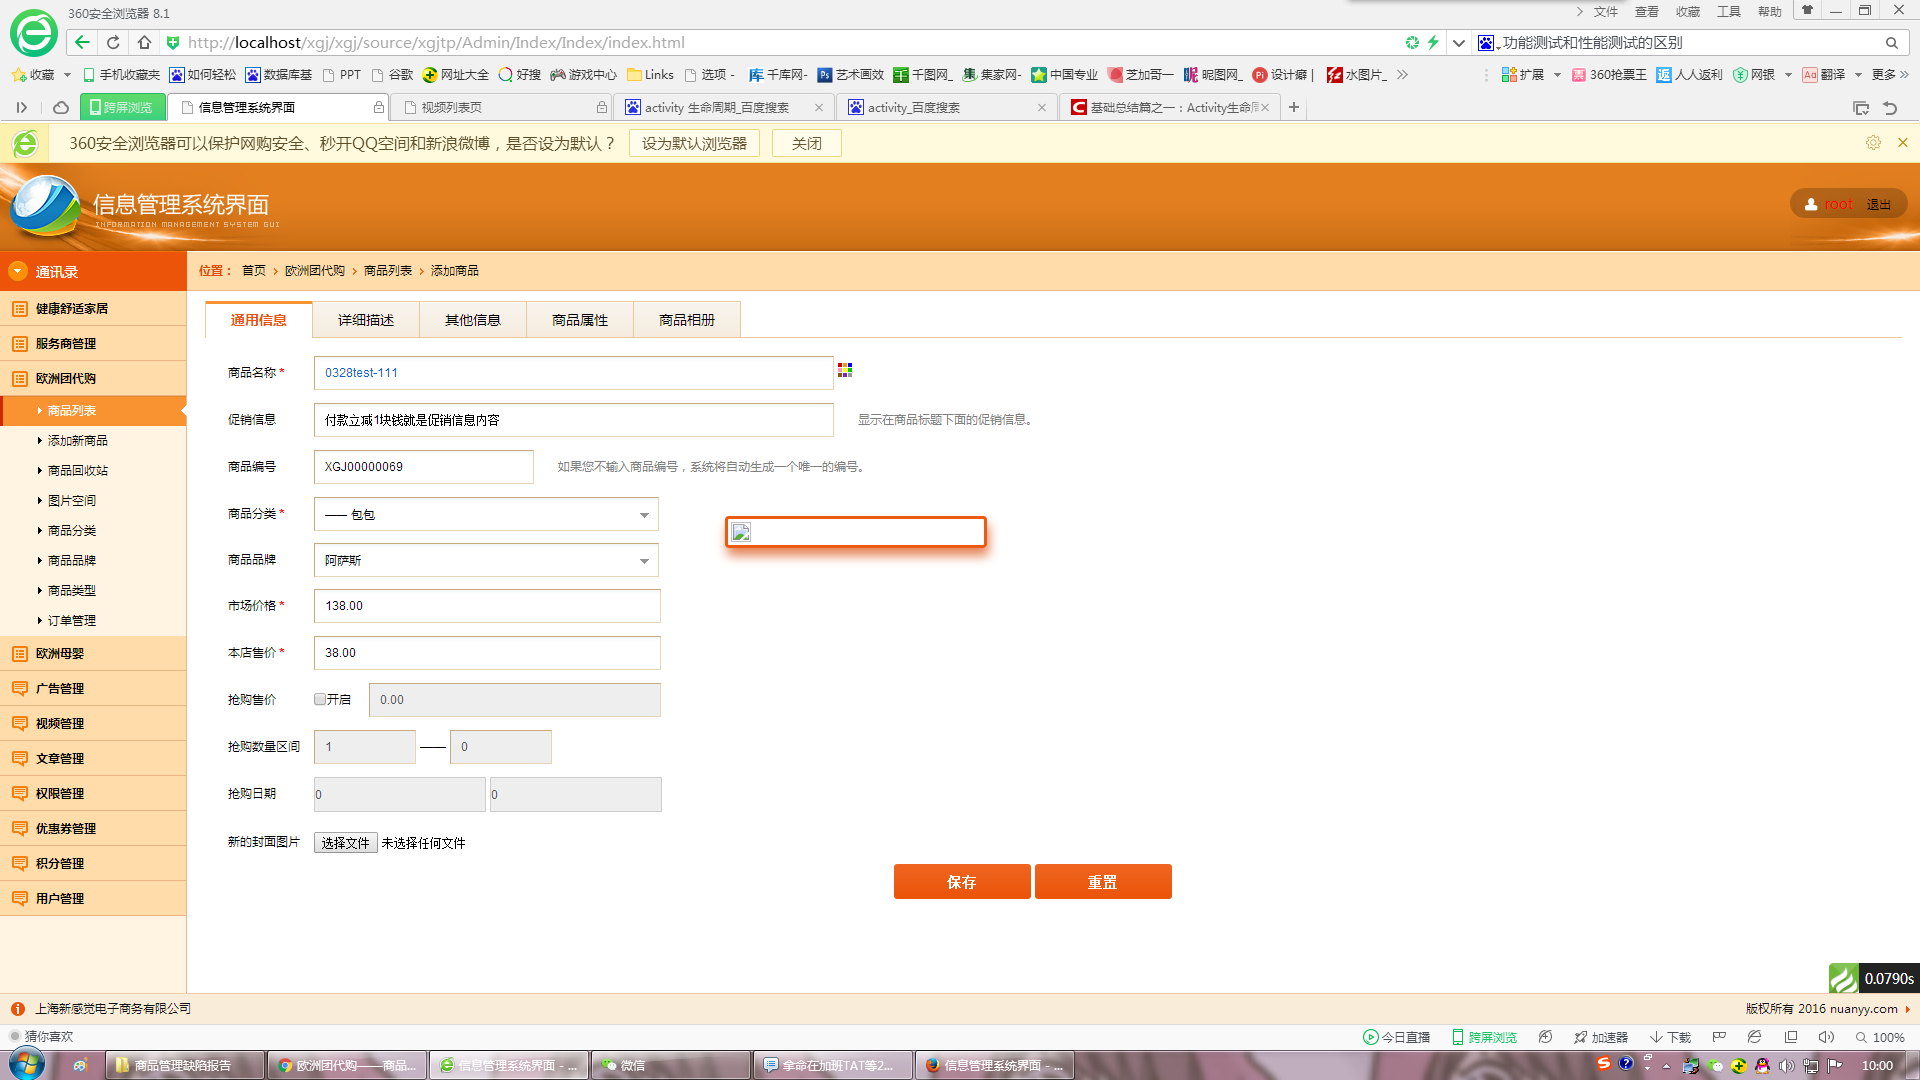 360安全浏览器 8.1
文件 查看 收藏 工具 帮助
http://localhost/xgj/xgj/source/xgjtp/Admin/Index/Index/index.html
功能测试和性能测试的区别
收藏 手机收藏夹 如何轻松 数据库基 PPT 谷歌 网址大全 好搜 游戏中心 Links 选项 - 千库网- 艺术画效 千图网_ 集家网- 中国专业 芝加哥一 昵图网_ 设计癖 | 水图片_ 扩展 360抢票王 人人返利 网银 翻译 更多
跨屏浏览 信息管理系统界面 视频列表页 activity 生命周期_百度搜索 activity_百度搜索 基础总结篇之一：Activity生命周
360安全浏览器可以保护网购安全、秒开QQ空间和新浪微博，是否设为默认？ 设为默认浏览器 关闭
信息管理系统界面
INFORMATION MANAGEMENT SYSTEM GUI
root 退出
通讯录
位置： 首页 欧洲团代购 商品列表 添加商品
健康舒适家居
服务商管理
欧洲团代购
商品列表
添加新商品
商品回收站
图片空间
商品分类
商品品牌
商品类型
订单管理
欧洲母婴
广告管理
视频管理
文章管理
权限管理
优惠券管理
积分管理
用户管理
通用信息 详细描述 其他信息 商品属性 商品相册
商品名称* 0328test-111
促销信息 付款立减1块钱就是促销信息内容 显示在商品标题下面的促销信息。
商品编号 XGJ00000069 如果您不输入商品编号，系统将自动生成一个唯一的编号。
商品分类* —— 包包
商品品牌 阿萨斯
市场价格* 138.00
本店售价* 38.00
抢购售价 开启 0.00
抢购数量区间 1 —— 0
抢购日期 0 0
新的封面图片 选择文件 未选择任何文件
保存 重置
0.0790s
上海新感觉电子商务有限公司
版权所有 2016 nuanyy.com
猜你喜欢
今日直播 跨屏浏览 加速器 下载 100%
商品管理缺陷报告 欧洲团代购——商品... 信息管理系统界面 - ... 微信 拿命在加班TAT等2... 信息管理系统界面 - ...
10:00